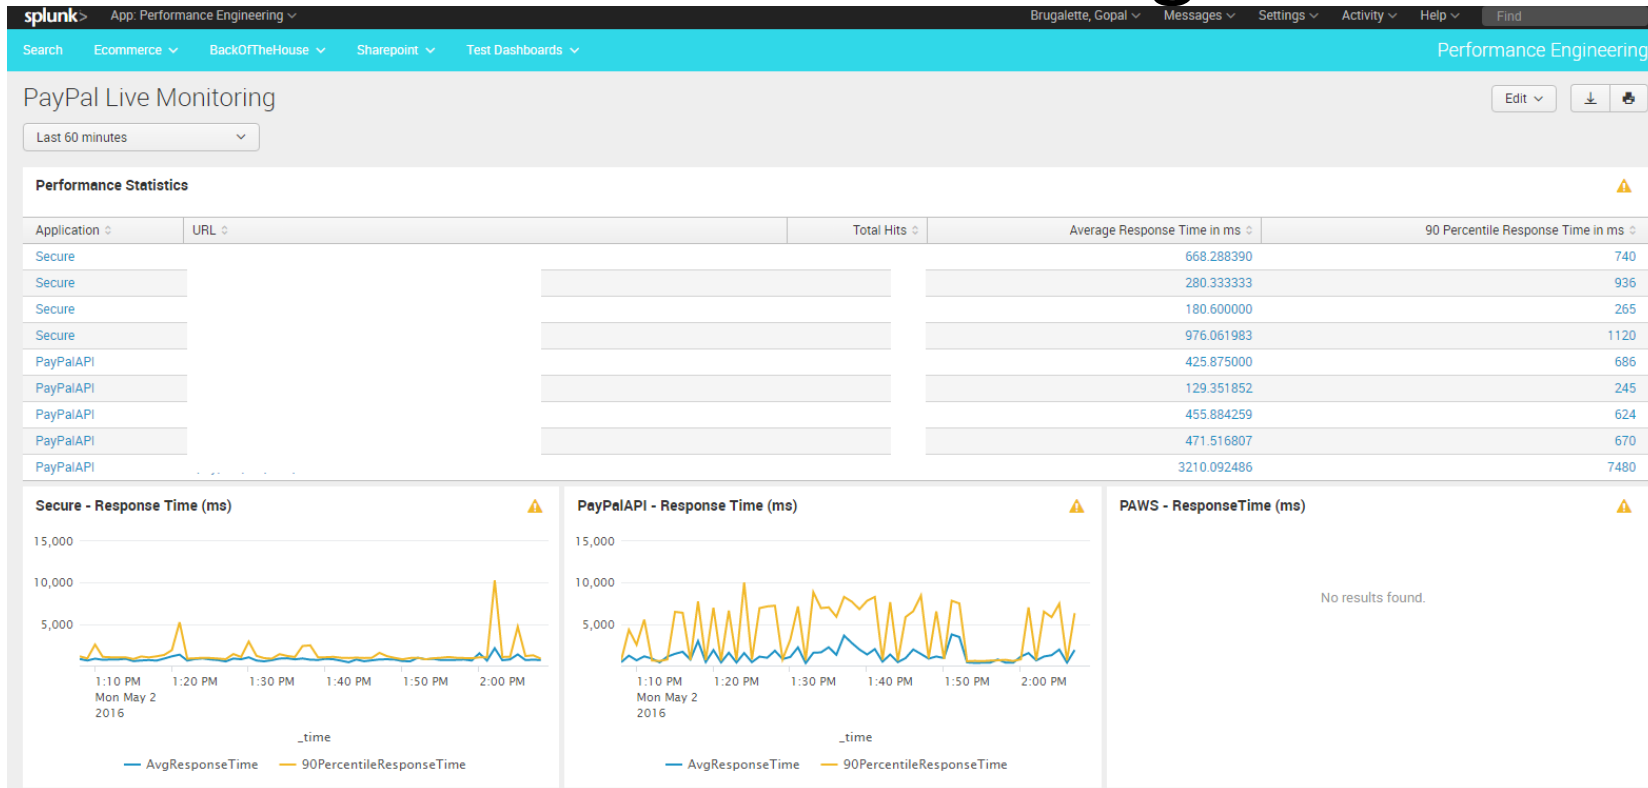 splunk> App: Performance Engineering Brugalette, Gopal Messages Settings Activity Help Find
Search Ecommerce BackOfTheHouse Sharepoint Test Dashboards Performance Engineering
PayPal Live Monitoring Edit
Last 60 minutes
Performance Statistics
Application URL Total Hits Average Response Time in ms 90 Percentile Response Time in ms
Secure 668.288390 740
Secure 280.333333 936
Secure 180.600000 265
Secure 976.061983 1120
PayPalAPI 425.875000 686
PayPalAPI 129.351852 245
PayPalAPI 455.884259 624
PayPalAPI 471.516807 670
PayPalAPI 3210.092486 7480
Secure - Response Time (ms)
15,000
10,000
5,000
1:10 PM 1:20 PM 1:30 PM 1:40 PM 1:50 PM 2:00 PM
Mon May 2
2016
_time
AvgResponseTime 90PercentileResponseTime
PayPalAPI - Response Time (ms)
15,000
10,000
5,000
1:10 PM 1:20 PM 1:30 PM 1:40 PM 1:50 PM 2:00 PM
Mon May 2
2016
_time
AvgResponseTime 90PercentileResponseTime
PAWS - ResponseTime (ms)
No results found.